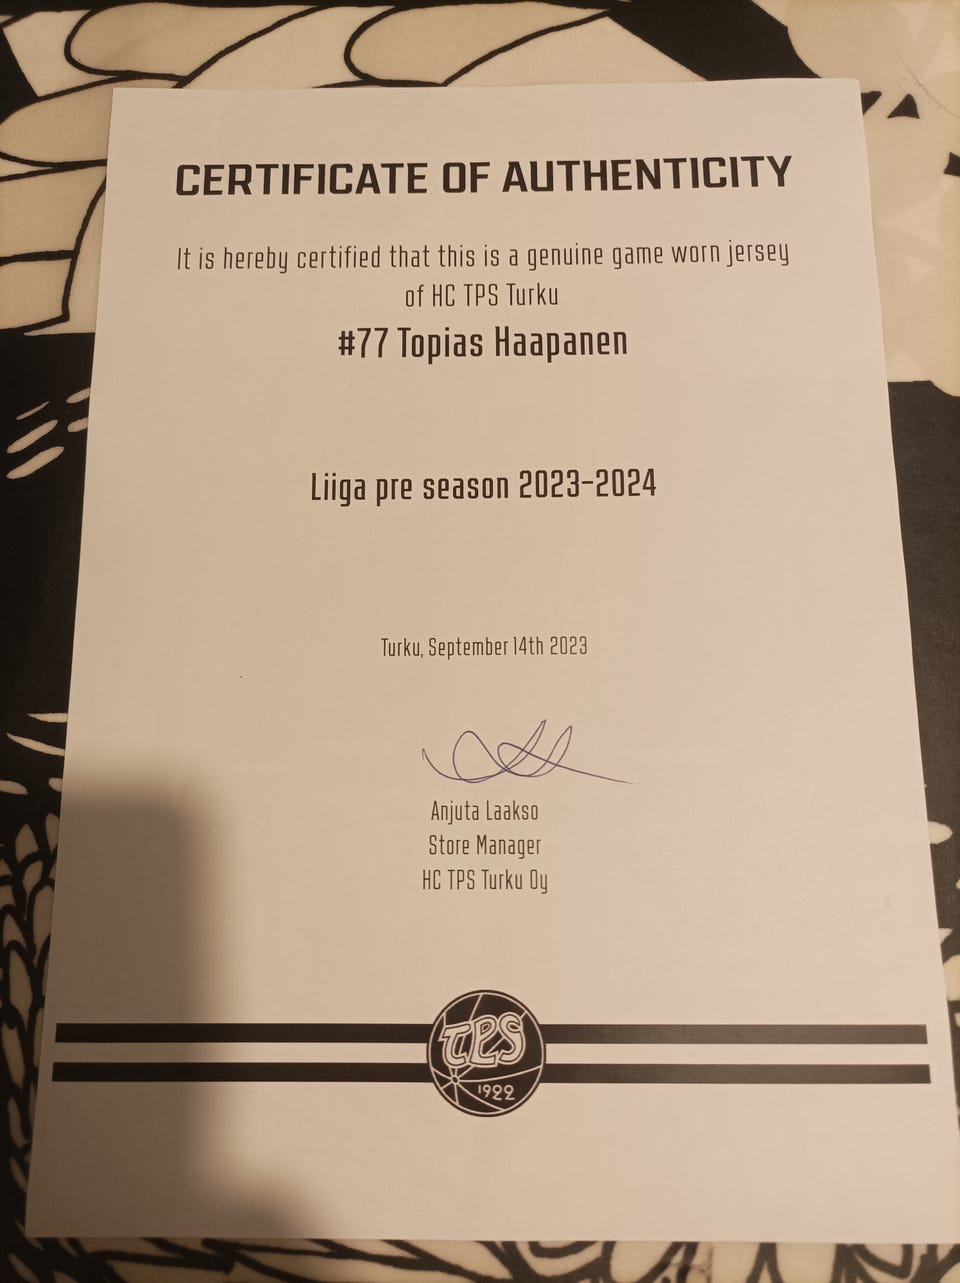 CERTIFICATE OF AUTHENTICITY
It is hereby certified that this is a genuine game worn jersey
of HC TPS Turku
#77 Topias Haapanen
Liiga pre season 2023-2024
Turku, September 14th 2023
Anjuta Laakso
Store Manager
HC TPS Turku Oy
TPS
1922